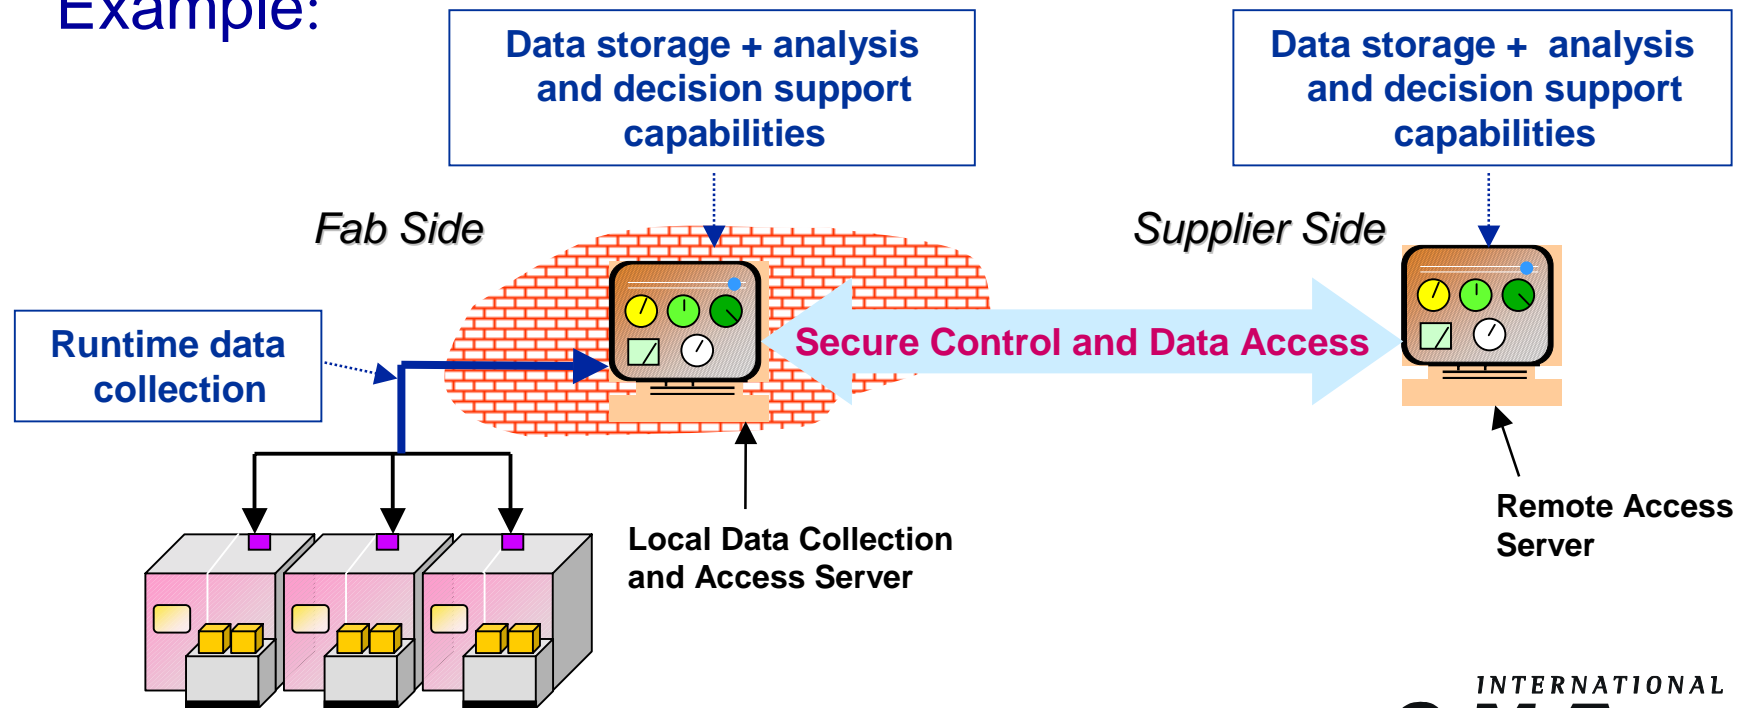 Example:
Data storage + analysis
and decision support
capabilities
Data storage + analysis
and decision support
capabilities
Fab Side
Supplier Side
Runtime data
collection
Secure Control and Data Access
Local Data Collection
and Access Server
Remote Access
Server
INTERNATIONAL